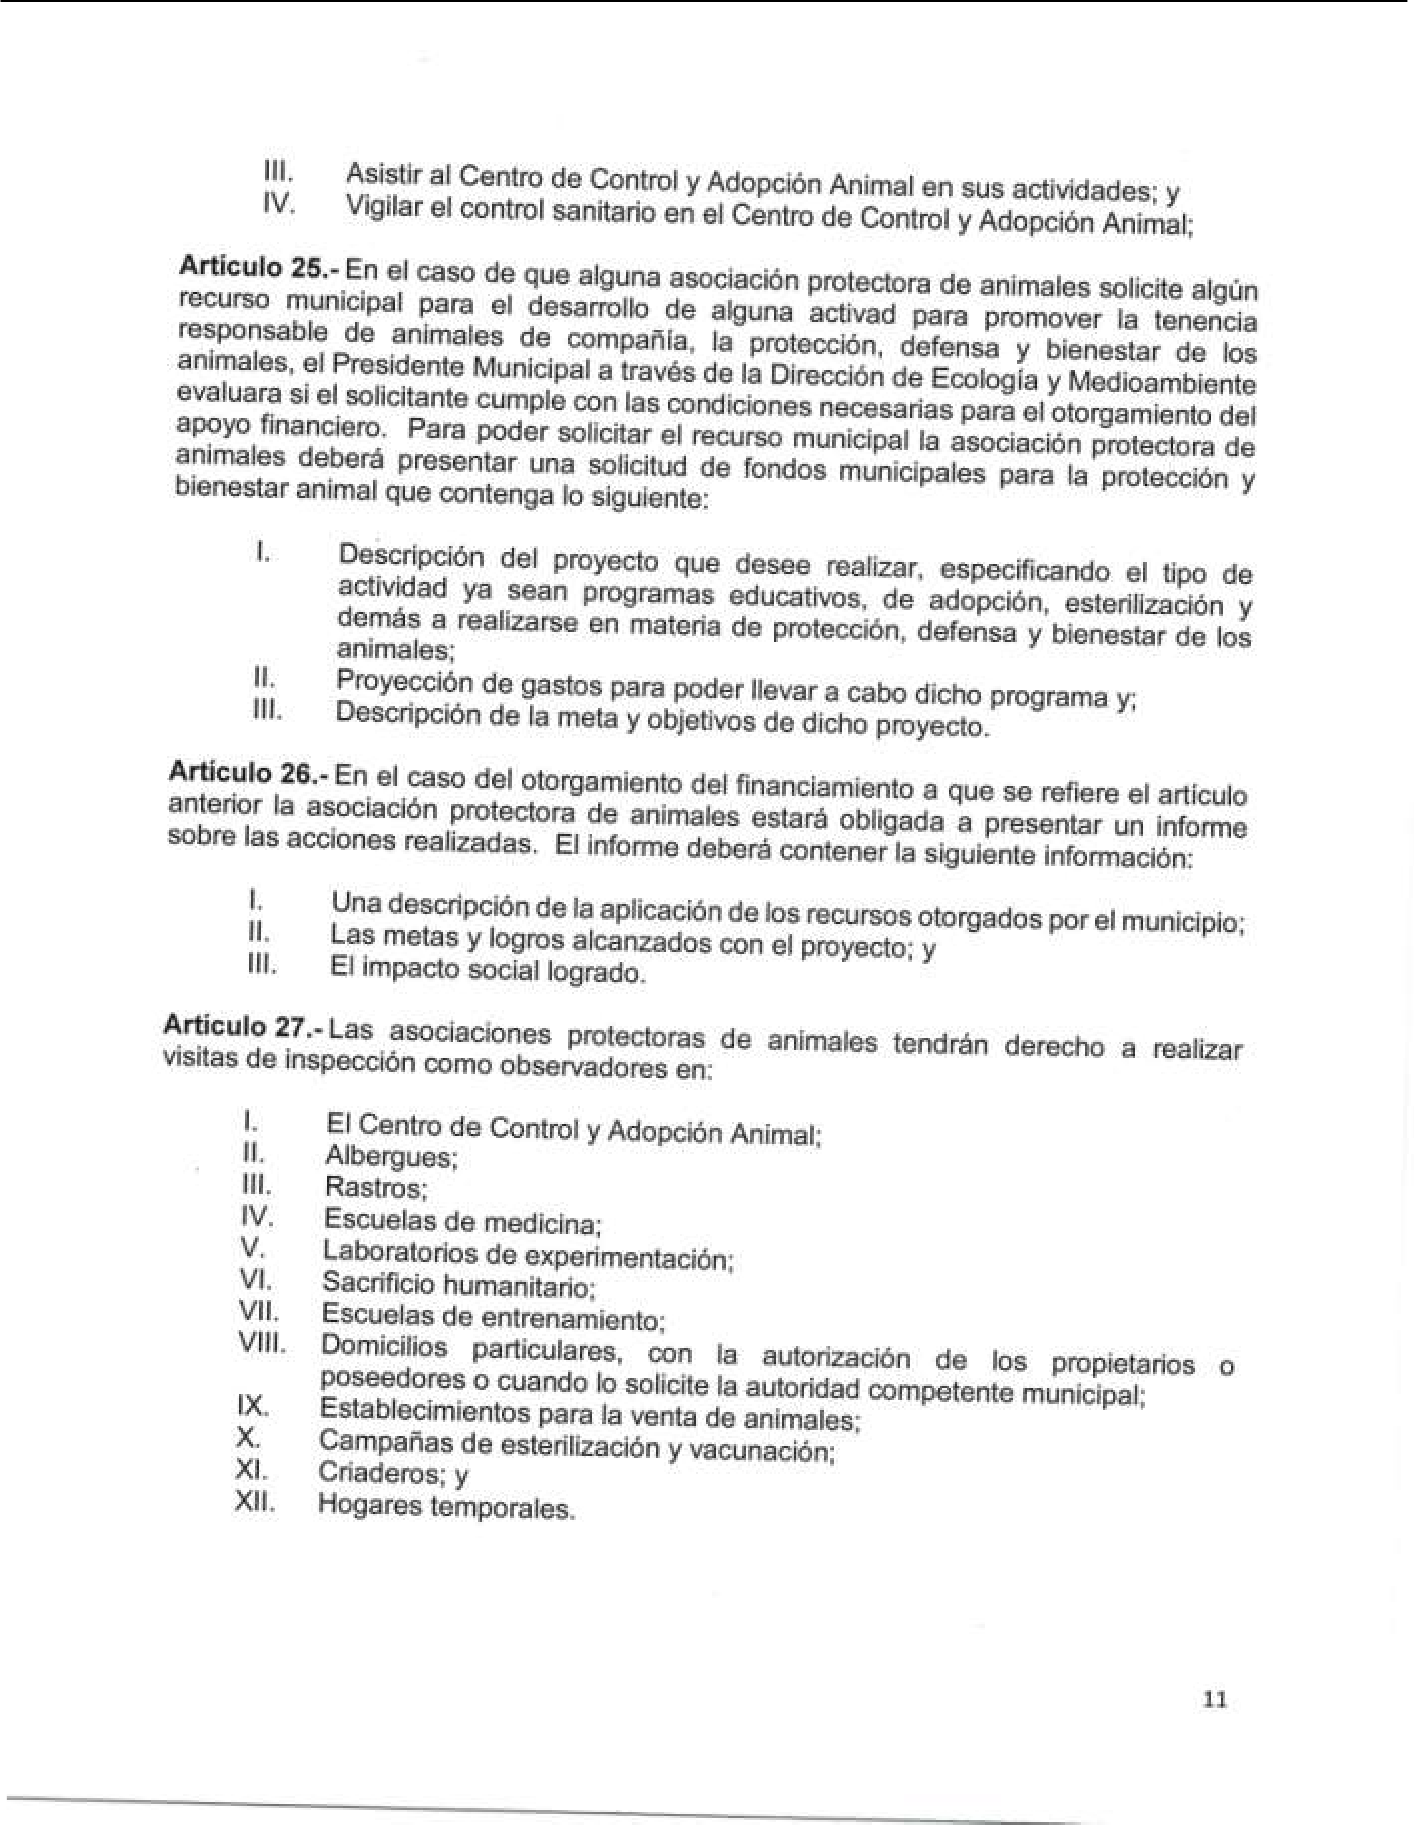 III. Asistir al Centro de Control y Adopción Animal en sus actividades; y
IV. Vigilar el control sanitario en el Centro de Control y Adopción Animal;
Artículo 25.- En el caso de que alguna asociación protectora de animales solicite algún
recurso municipal para el desarrollo de alguna activad para promover la tenencia
responsable de animales de compañía, la protección, defensa y bienestar de los
animales, el Presidente Municipal a través de la Dirección de Ecología y Medioambiente
evaluara si el solicitante cumple con las condiciones necesarias para el otorgamiento del
apoyo financiero. Para poder solicitar el recurso municipal la asociación protectora de
animales deberá presentar una solicitud de fondos municipales para la protección y
bienestar animal que contenga lo siguiente:
I. Descripción del proyecto que desee realizar, especificando el tipo de
actividad ya sean programas educativos, de adopción, esterilización y
demás a realizarse en materia de protección, defensa y bienestar de los
animales;
II. Proyección de gastos para poder llevar a cabo dicho programa y;
III. Descripción de la meta y objetivos de dicho proyecto.
Artículo 26.- En el caso del otorgamiento del financiamiento a que se refiere el artículo
anterior la asociación protectora de animales estará obligada a presentar un informe
sobre las acciones realizadas. El informe deberá contener la siguiente información:
I. Una descripción de la aplicación de los recursos otorgados por el municipio;
II. Las metas y logros alcanzados con el proyecto; y
III. El impacto social logrado.
Artículo 27.- Las asociaciones protectoras de animales tendrán derecho a realizar
visitas de inspección como observadores en:
I. El Centro de Control y Adopción Animal;
II. Albergues;
III. Rastros;
IV. Escuelas de medicina;
V. Laboratorios de experimentación;
VI. Sacrificio humanitario;
VII. Escuelas de entrenamiento;
VIII. Domicilios particulares, con la autorización de los propietarios o
poseedores o cuando lo solicite la autoridad competente municipal;
IX. Establecimientos para la venta de animales;
X. Campañas de esterilización y vacunación;
XI. Criaderos; y
XII. Hogares temporales.
11